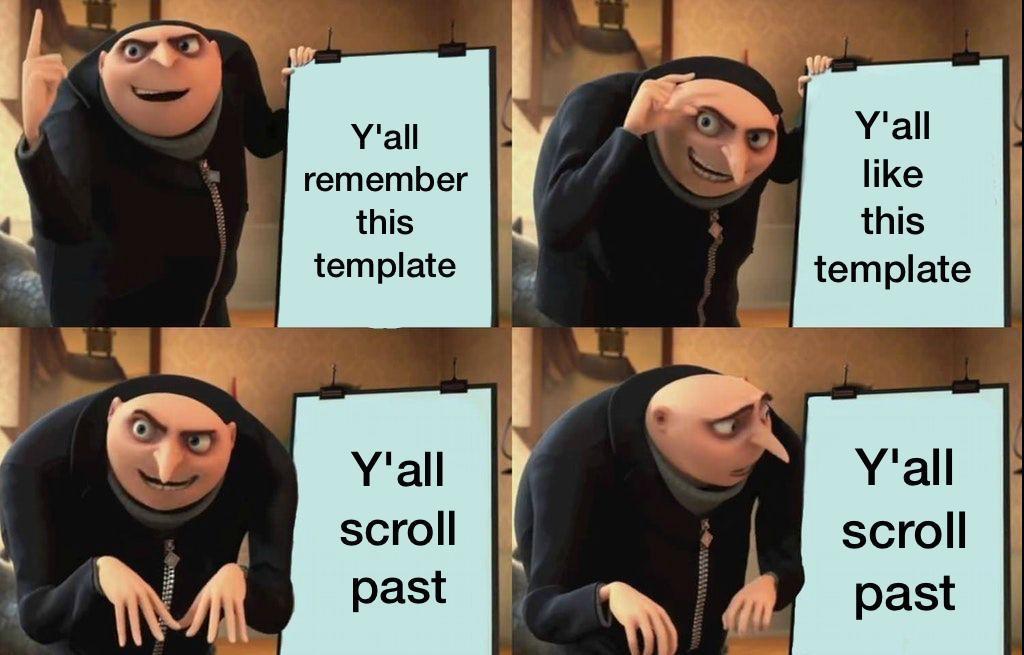 Y'all
remember
this
template
Y'all
like
this
template
Y'all
scroll
past
Y'all
scroll
past